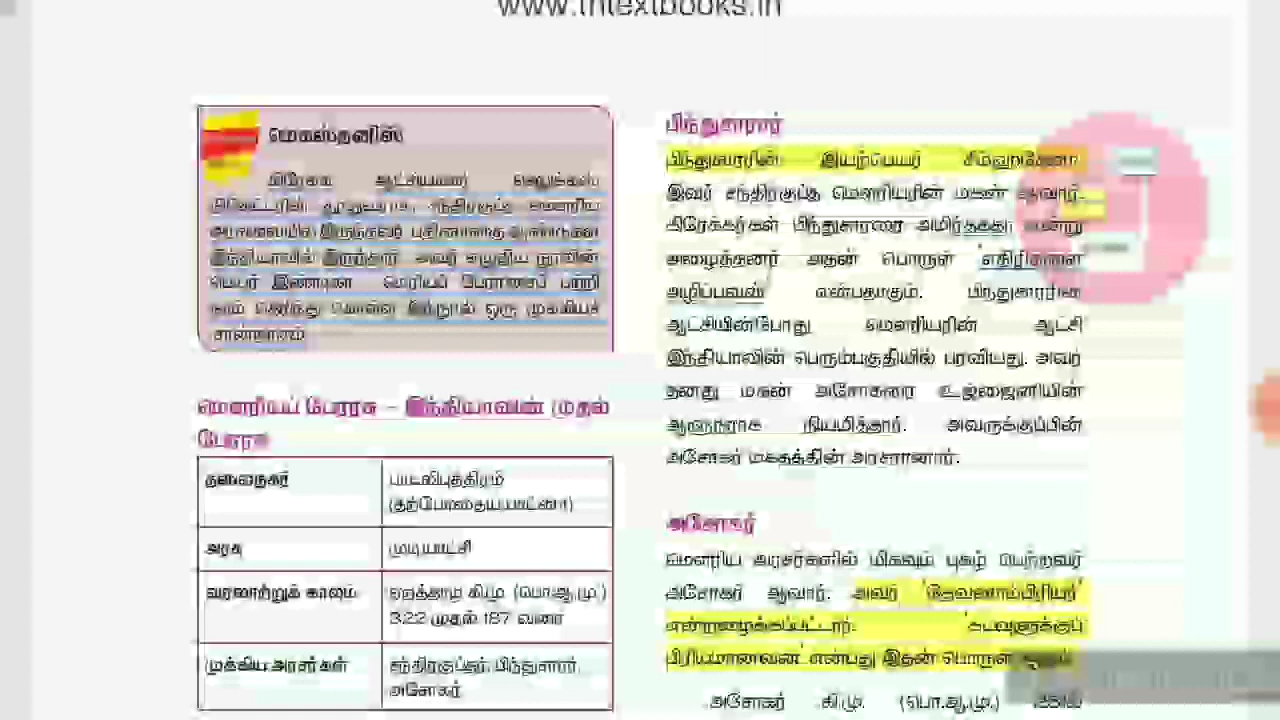 www.tntextbooks.in
மெகஸ்தனிஸ்
கிரேக்க ஆட்சியாளர் செலுக்கஸ்
நிகேட்டரின் தூதுவராக, சந்திரகுப்த மௌரிய
அரசவையில் இருந்தவர். பதினான்கு ஆண்டுகள்
இந்தியாவில் இருந்தார். அவர் எழுதிய நூலின்
பெயர் இண்டிகா. மௌரியப் பேரரசைப் பற்றி
நாம் தெரிந்து கொள்ள இந்நூல் ஒரு முக்கியச்
சான்றாகும்.
மௌரியப் பேரரசு – இந்தியாவின் முதல்
பேரரசு
தலைநகர் பாடலிபுத்திரம்
(தற்போதைய பாட்னா)
அரசு முடியாட்சி
வரலாற்றுக் காலம் ஏறத்தாழ கி.மு. (பொ.ஆ.மு.)
322 முதல் 187 வரை
முக்கிய அரசர்கள் சந்திரகுப்தர், பிந்துசாரர்,
அசோகர்
பிந்துசாரர்
பிந்துசாரரின் இயற்பெயர் சிம்ஹசேனா.
இவர் சந்திரகுப்த மௌரியரின் மகன் ஆவார்.
கிரேக்கர்கள் பிந்துசாரரை அமிர்தகதா என்று
அழைத்தனர். அதன் பொருள் 'எதிரிகளை
அழிப்பவன்' என்பதாகும். பிந்துசாரரின்
ஆட்சியின்போது மௌரியரின் ஆட்சி
இந்தியாவின் பெரும்பகுதியில் பரவியது. அவர்
தனது மகன் அசோகரை உஜ்ஜைனியின்
ஆளுநராக நியமித்தார். அவருக்குப்பின்
அசோகர் மகதத்தின் அரசரானார்.
அசோகர்
மௌரிய அரசர்களில் மிகவும் புகழ் பெற்றவர்
அசோகர் ஆவார். அவர் 'தேவனாம்பிரியர்'
என்றழைக்கப்பட்டார். 'கடவுளுக்குப்
பிரியமானவன்' என்பது இதன் பொருள்
அசோகர் கி.மு. (பொ.ஆ.மு.)